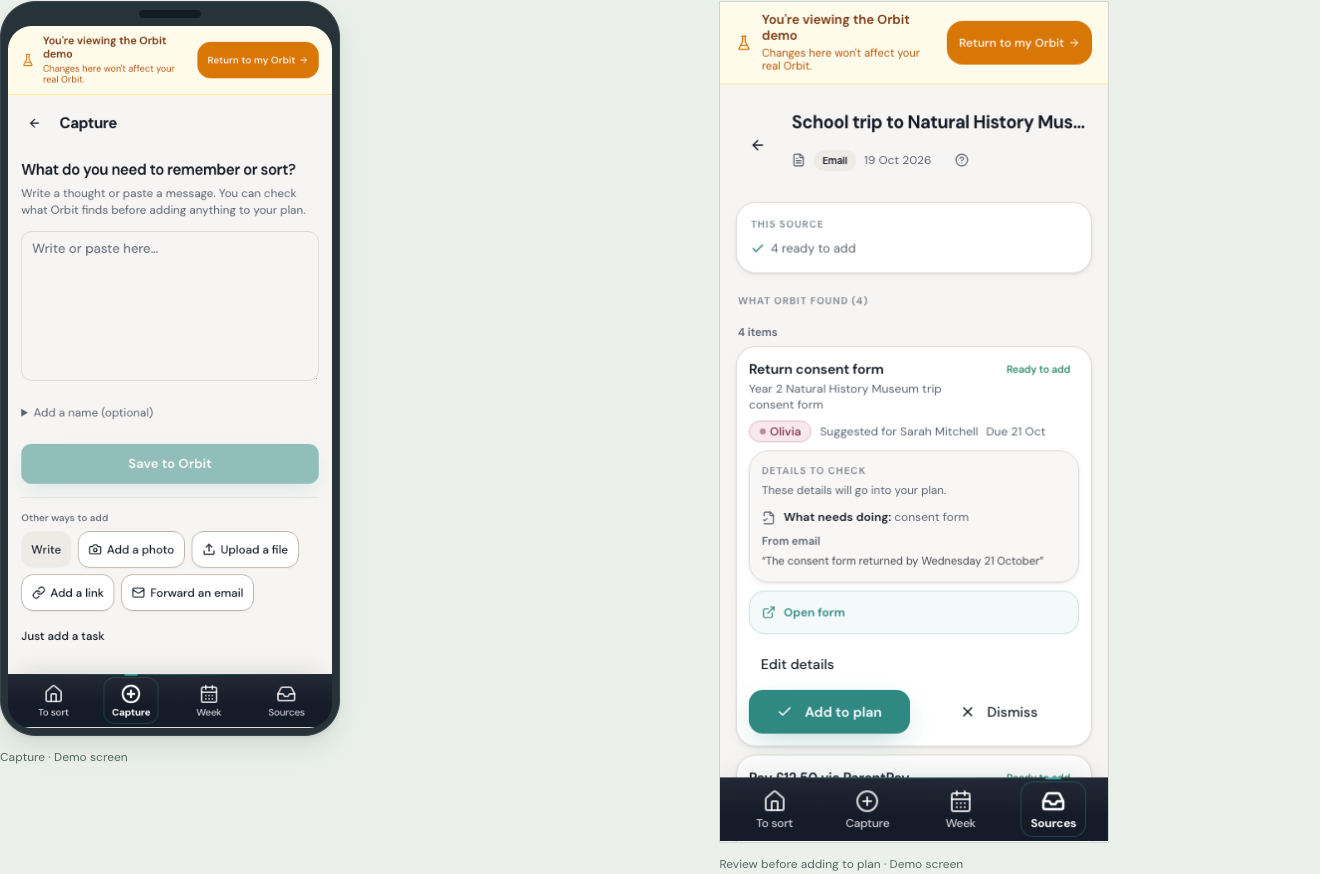 You're viewing the Orbit
demo
Changes here won't affect your
real Orbit.
Return to my Orbit →
Capture
What do you need to remember or sort?
Write a thought or paste a message. You can check
what Orbit finds before adding anything to your plan.
Write or paste here...
Add a name (optional)
Save to Orbit
Other ways to add
Write
Add a photo
Upload a file
Add a link
Forward an email
Just add a task
To sort
Capture
Week
Sources
Capture · Demo screen
You're viewing the Orbit
demo
Changes here won't affect your
real Orbit.
Return to my Orbit →
School trip to Natural History Mus...
Email
19 Oct 2026
THIS SOURCE
4 ready to add
WHAT ORBIT FOUND (4)
4 items
Return consent form
Ready to add
Year 2 Natural History Museum trip
consent form
Olivia
Suggested for Sarah Mitchell
Due 21 Oct
DETAILS TO CHECK
These details will go into your plan.
What needs doing: consent form
From email
“The consent form returned by Wednesday 21 October”
Open form
Edit details
Add to plan
Dismiss
Pay £12.50 via ParentPay
Ready to add
To sort
Capture
Week
Sources
Review before adding to plan · Demo screen